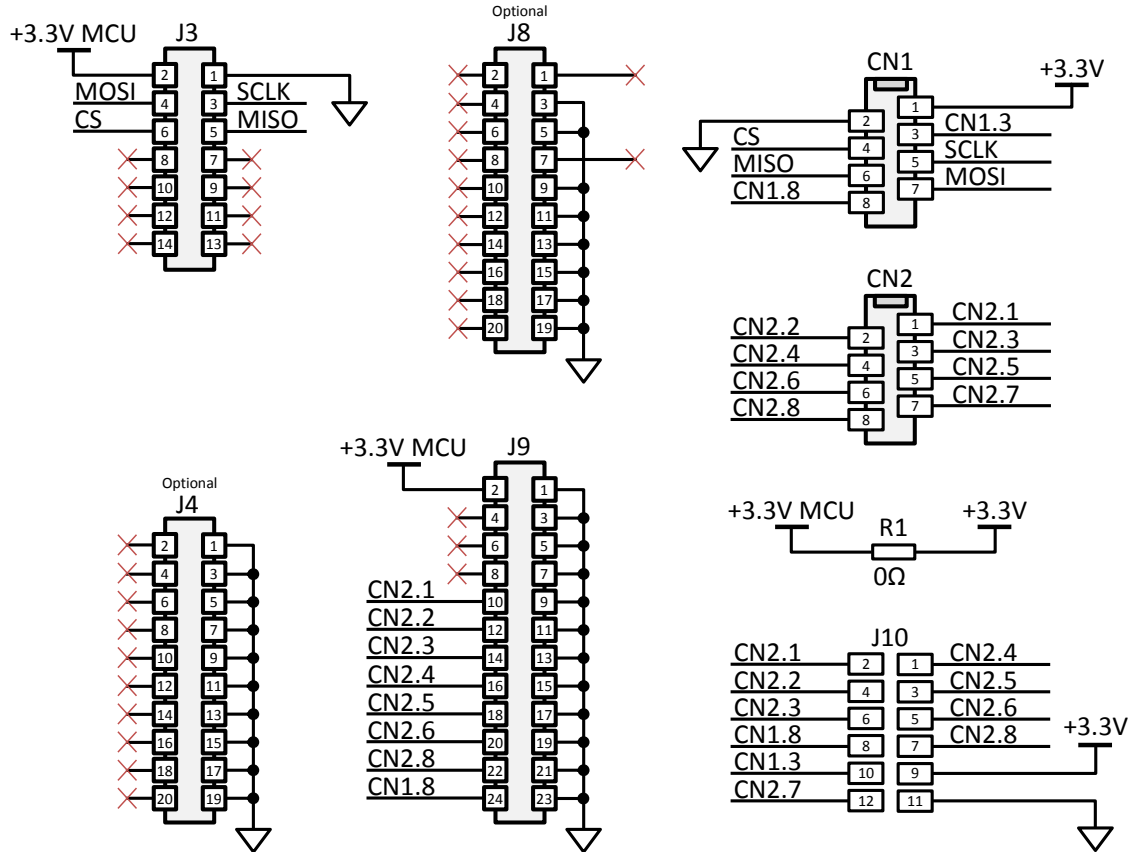 +3.3V MCU
J3
2 1
MOSI 4 3 SCLK
CS 6 5 MISO
8 7
10 9
12 11
14 13
Optional
J8
2 1
4 3
6 5
8 7
10 9
12 11
14 13
16 15
18 17
20 19
CN1
+3.3V
1
2
CN1.3
3
CS
4
SCLK
5
MISO
6
MOSI
7
CN1.8
8
CN2
CN2.1
1
CN2.2
2
CN2.3
3
CN2.4
4
CN2.5
5
CN2.6
6
CN2.7
7
CN2.8
8
Optional
J4
2 1
4 3
6 5
8 7
10 9
12 11
14 13
16 15
18 17
20 19
+3.3V MCU
J9
2 1
4 3
6 5
8 7
CN2.1 10 9
CN2.2 12 11
CN2.3 14 13
CN2.4 16 15
CN2.5 18 17
CN2.6 20 19
CN2.8 22 21
CN1.8 24 23
+3.3V MCU
R1
+3.3V
0Ω
J10
CN2.1 2 1 CN2.4
CN2.2 4 3 CN2.5
CN2.3 6 5 CN2.6
CN1.8 8 7 CN2.8
+3.3V
CN1.3 10 9
CN2.7 12 11